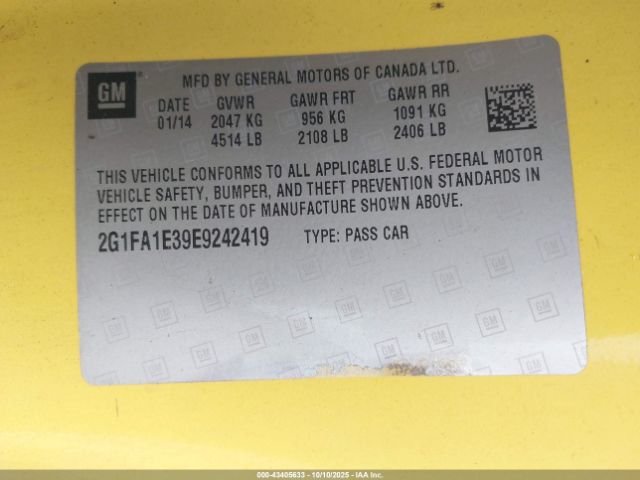 GM MFD BY GENERAL MOTORS OF CANADA LTD.
DATE GVWR GAWR FRT GAWR RR
01/14 2047 KG 956 KG 1091 KG
4514 LB 2108 LB 2406 LB
THIS VEHICLE CONFORMS TO ALL APPLICABLE U.S. FEDERAL MOTOR
VEHICLE SAFETY, BUMPER, AND THEFT PREVENTION STANDARDS IN
EFFECT ON THE DATE OF MANUFACTURE SHOWN ABOVE.
2G1FA1E39E9242419 TYPE: PASS CAR
000-43405633 - 10/10/2025 - IAA Inc.